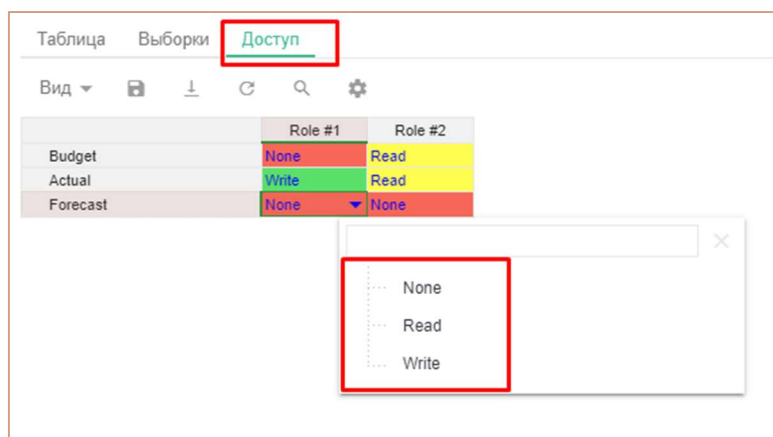 Таблица Выборки Доступ
Вид
Role #1 Role #2
Budget None Read
Actual Write Read
Forecast None None
None
Read
Write